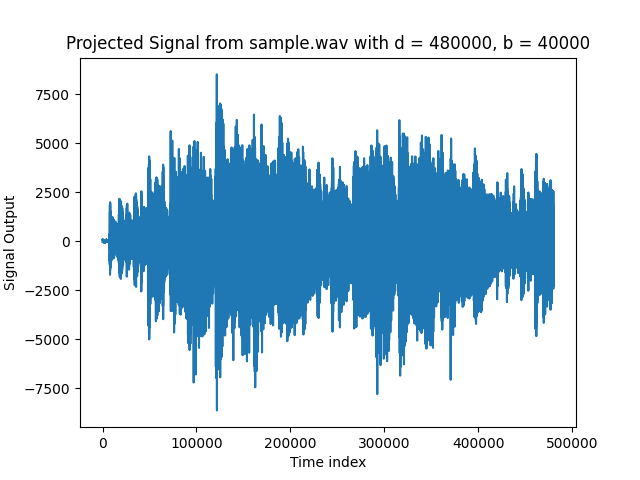 Projected Signal from sample.wav with d = 480000, b = 40000
7500
5000
2500
0
−2500
−5000
−7500
Signal Output
0 100000 200000 300000 400000 500000
Time index